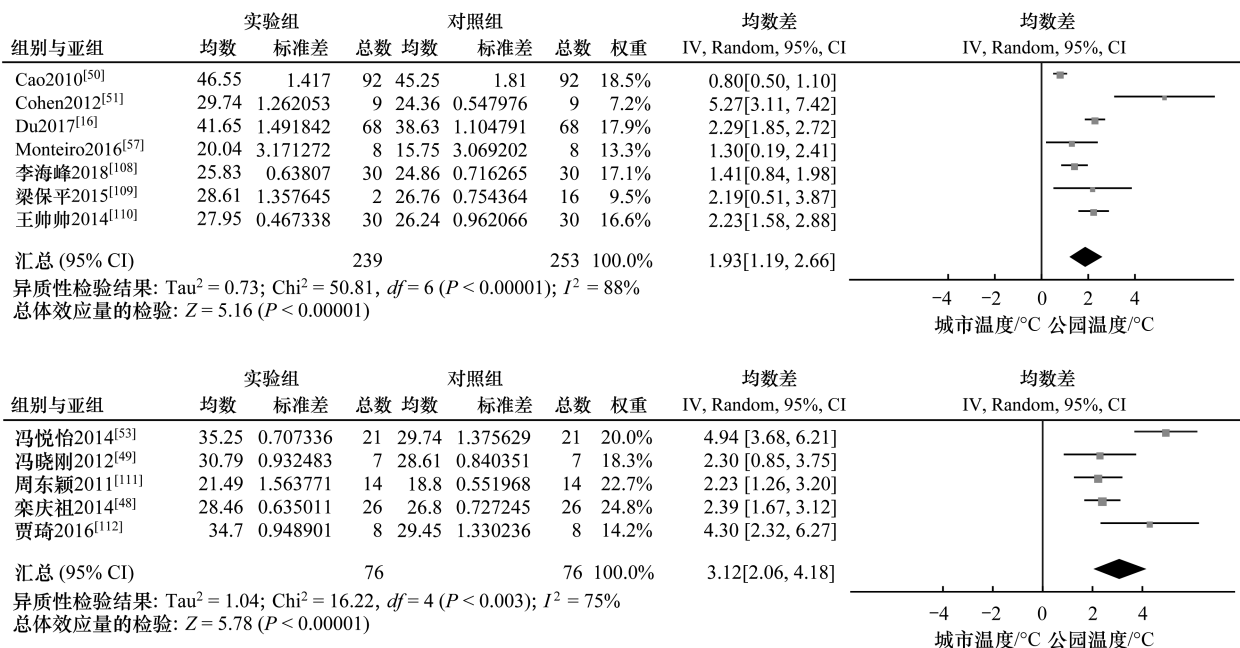 实验组 对照组 均数差 均数差
组别与亚组 均数 标准差 总数 均数 标准差 总数 权重 IV, Random, 95%, CI IV, Random, 95%, CI
Cao2010[50] 46.55 1.417 92 45.25 1.81 92 18.5% 0.80[0.50, 1.10]
Cohen2012[51] 29.74 1.262053 9 24.36 0.547976 9 7.2% 5.27[3.11, 7.42]
Du2017[16] 41.65 1.491842 68 38.63 1.104791 68 17.9% 2.29[1.85, 2.72]
Monteiro2016[57] 20.04 3.171272 8 15.75 3.069202 8 13.3% 1.30[0.19, 2.41]
李海峰2018[108] 25.83 0.63807 30 24.86 0.716265 30 17.1% 1.41[0.84, 1.98]
梁保平2015[109] 28.61 1.357645 2 26.76 0.754364 16 9.5% 2.19[0.51, 3.87]
王帅帅2014[110] 27.95 0.467338 30 26.24 0.962066 30 16.6% 2.23[1.58, 2.88]
汇总 (95% CI) 239 253 100.0% 1.93[1.19, 2.66]
异质性检验结果: Tau² = 0.73; Chi² = 50.81, df = 6 (P < 0.00001); I² = 88%
总体效应量的检验: Z = 5.16 (P < 0.00001)
−4 −2 0 2 4
城市温度/°C 公园温度/°C
实验组 对照组 均数差 均数差
组别与亚组 均数 标准差 总数 均数 标准差 总数 权重 IV, Random, 95%, CI IV, Random, 95%, CI
冯悦怡2014[53] 35.25 0.707336 21 29.74 1.375629 21 20.0% 4.94 [3.68, 6.21]
冯晓刚2012[49] 30.79 0.932483 7 28.61 0.840351 7 18.3% 2.30 [0.85, 3.75]
周东颖2011[111] 21.49 1.563771 14 18.8 0.551968 14 22.7% 2.23 [1.26, 3.20]
栾庆祖2014[48] 28.46 0.635011 26 26.8 0.727245 26 24.8% 2.39 [1.67, 3.12]
贾琦2016[112] 34.7 0.948901 8 29.45 1.330236 8 14.2% 4.30 [2.32, 6.27]
汇总 (95% CI) 76 76 100.0% 3.12[2.06, 4.18]
异质性检验结果: Tau² = 1.04; Chi² = 16.22, df = 4 (P < 0.003); I² = 75%
总体效应量的检验: Z = 5.78 (P < 0.00001)
−4 −2 0 2 4
城市温度/°C 公园温度/°C